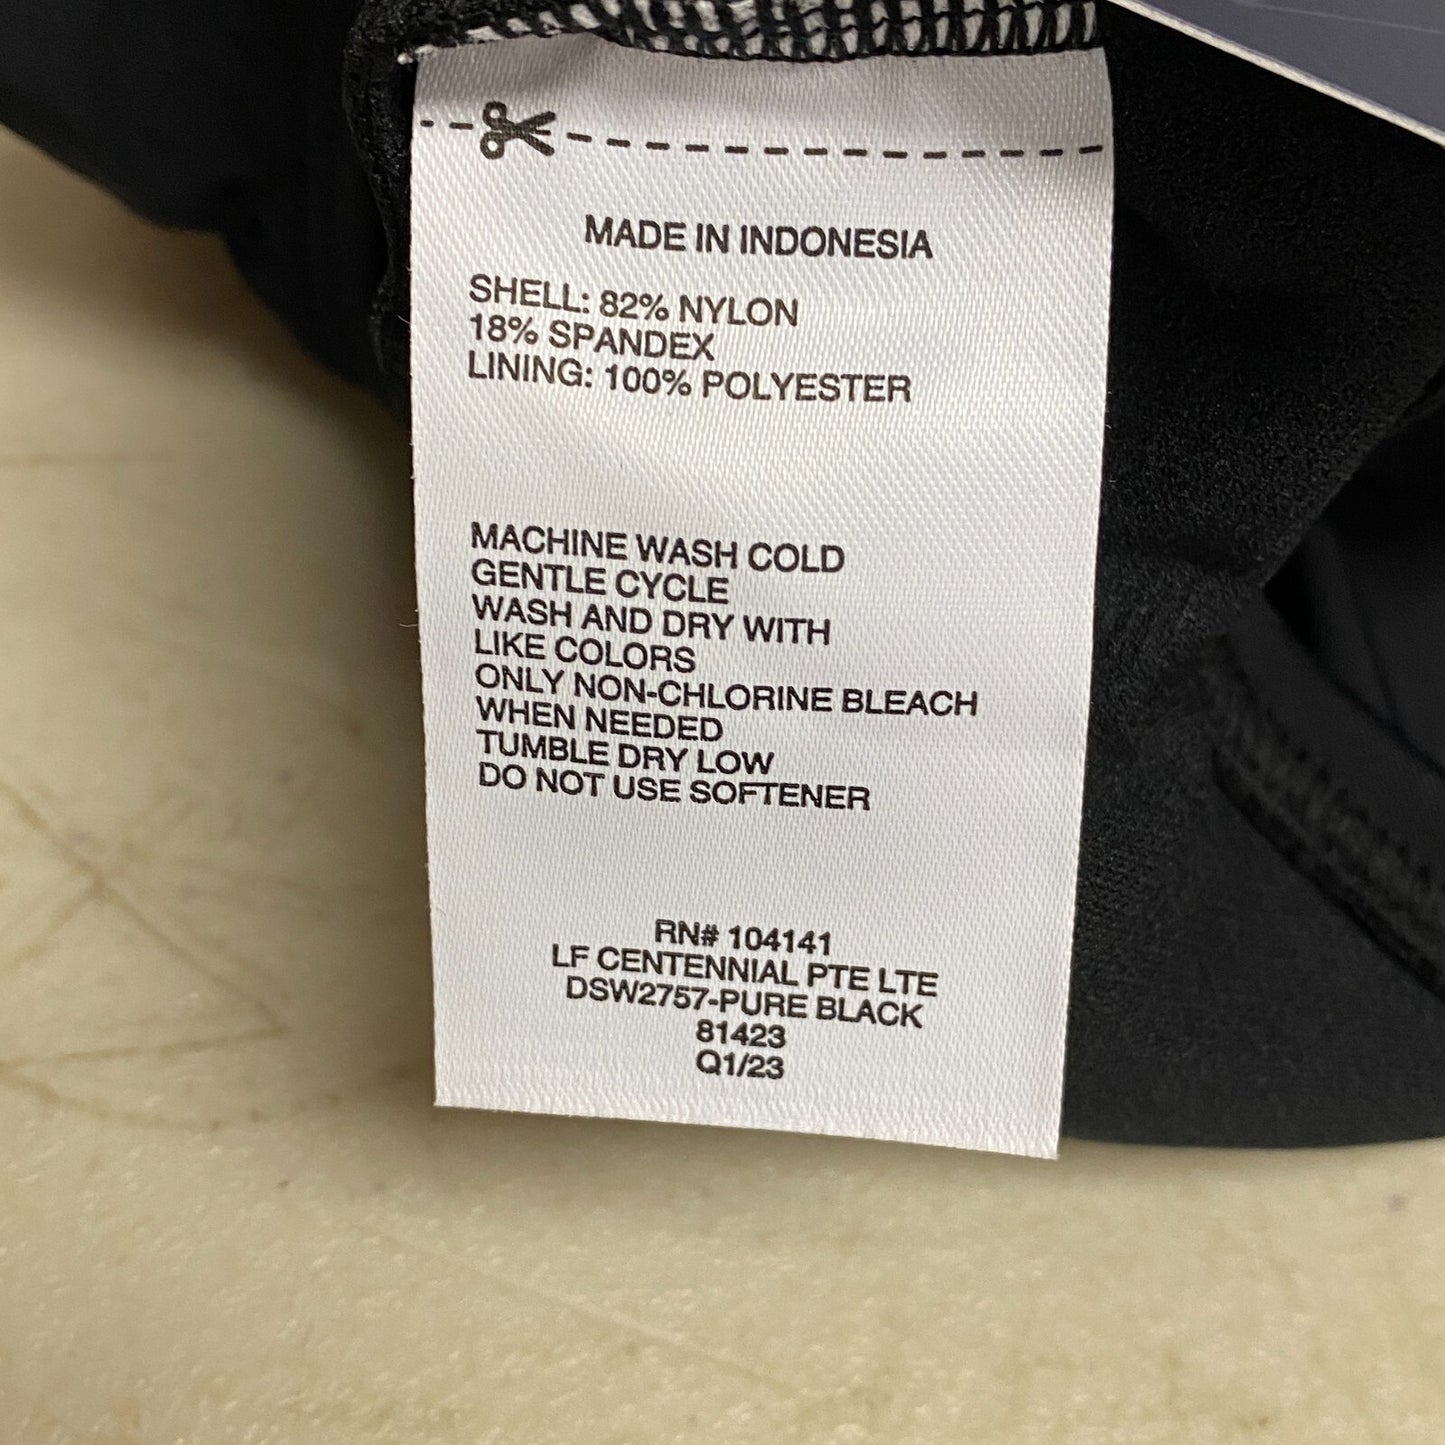 MADE IN INDONESIA
SHELL: 82% NYLON
18% SPANDEX
LINING: 100% POLYESTER
MACHINE WASH COLD
GENTLE CYCLE
WASH AND DRY WITH
LIKE COLORS
ONLY NON-CHLORINE BLEACH
WHEN NEEDED
TUMBLE DRY LOW
DO NOT USE SOFTENER
RN# 104141
LF CENTENNIAL PTE LTE
DSW2757-PURE BLACK
81423
Q1/23